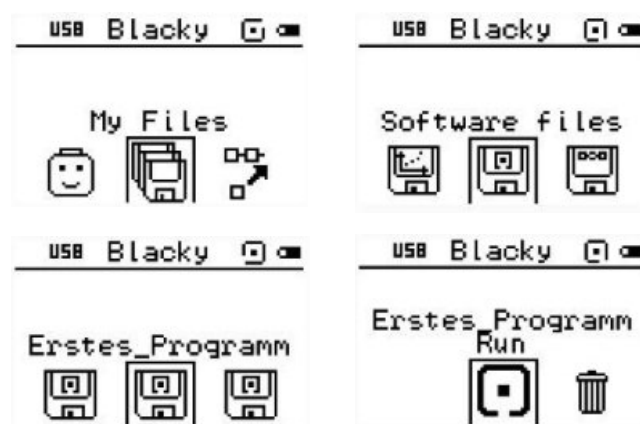 USB Blacky
My Files
USB Blacky
Software files
USB Blacky
Erstes_Programm
USB Blacky
Erstes_Programm
Run